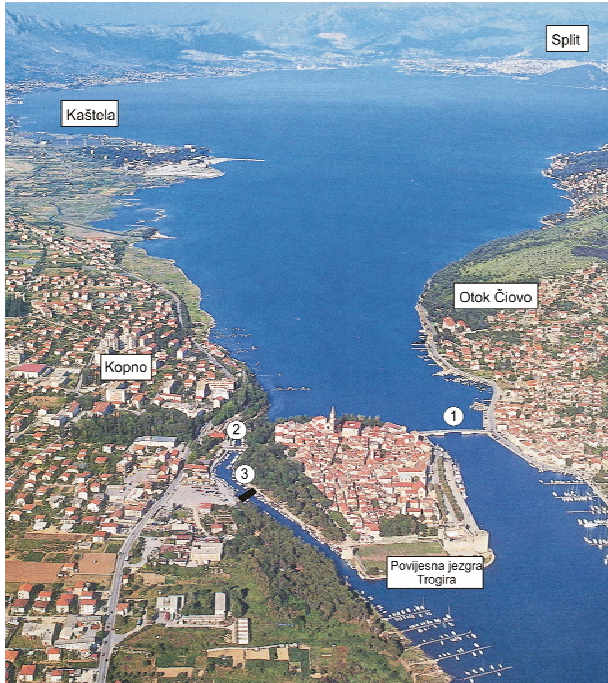 Split
Kaštela
Otok Čiovo
Kopno
1
2
3
Povijesna jezgra
Trogira